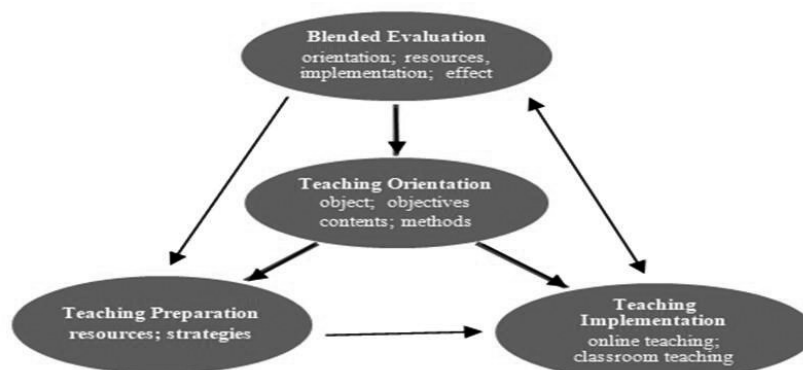 Blended Evaluation
orientation; resources,
implementation; effect
Teaching Orientation
object; objectives
contents; methods
Teaching Preparation
resources; strategies
Teaching
Implementation
online teaching;
classroom teaching